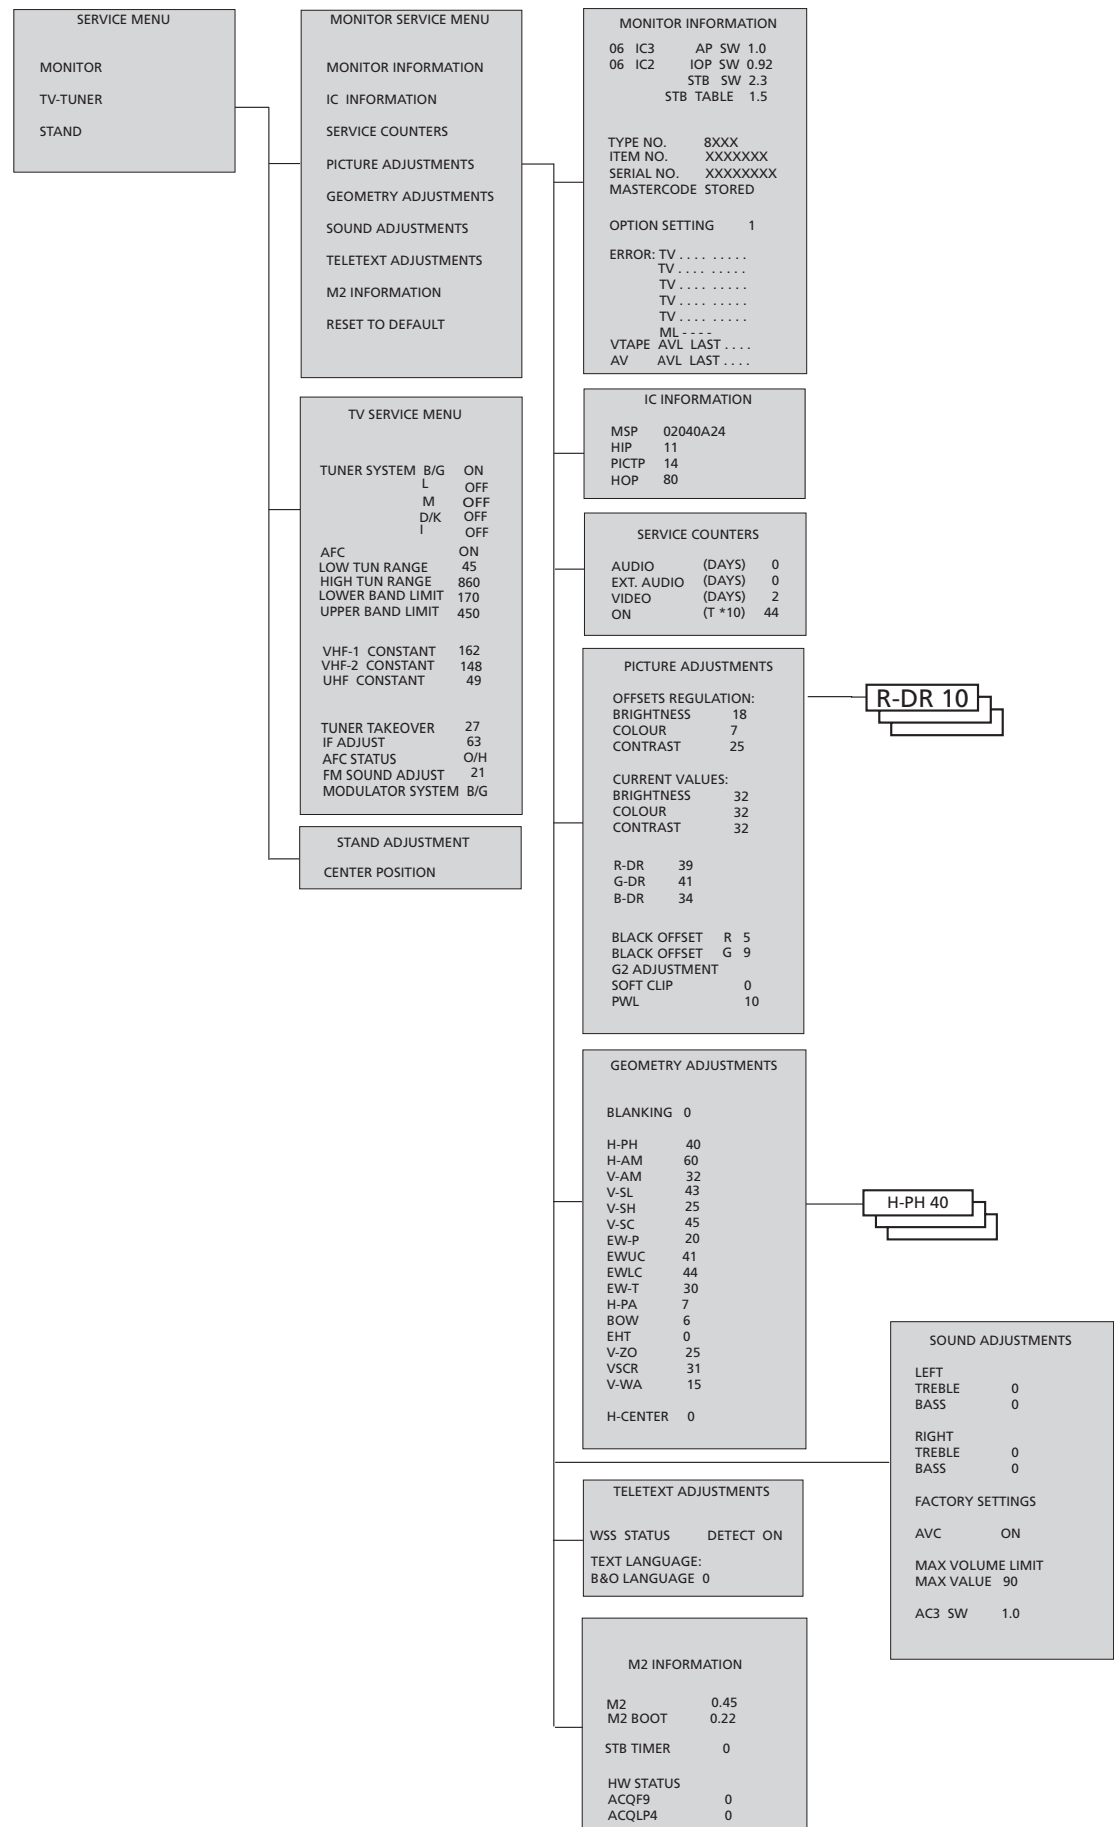 SERVICE MENU
MONITOR
TV-TUNER
STAND
MONITOR SERVICE MENU
MONITOR INFORMATION
IC INFORMATION
SERVICE COUNTERS
PICTURE ADJUSTMENTS
GEOMETRY ADJUSTMENTS
SOUND ADJUSTMENTS
TELETEXT ADJUSTMENTS
M2 INFORMATION
RESET TO DEFAULT
TV SERVICE MENU
TUNER SYSTEM B/G ON
L OFF
M OFF
D/K OFF
I OFF
AFC ON
LOW TUN RANGE 45
HIGH TUN RANGE 860
LOWER BAND LIMIT 170
UPPER BAND LIMIT 450
VHF-1 CONSTANT 162
VHF-2 CONSTANT 148
UHF CONSTANT 49
TUNER TAKEOVER 27
IF ADJUST 63
AFC STATUS O/H
FM SOUND ADJUST 21
MODULATOR SYSTEM B/G
STAND ADJUSTMENT
CENTER POSITION
MONITOR INFORMATION
06 IC3 AP SW 1.0
06 IC2 IOP SW 0.92
STB SW 2.3
STB TABLE 1.5
TYPE NO. 8XXX
ITEM NO. XXXXXXX
SERIAL NO. XXXXXXXX
MASTERCODE STORED
OPTION SETTING 1
ERROR: TV . . . . . . . . .
TV . . . . . . . . .
TV . . . . . . . . .
TV . . . . . . . . .
TV . . . . . . . . .
ML - - - -
VTAPE AVL LAST . . . .
AV AVL LAST . . . .
IC INFORMATION
MSP 02040A24
HIP 11
PICTP 14
HOP 80
SERVICE COUNTERS
AUDIO (DAYS) 0
EXT. AUDIO (DAYS) 0
VIDEO (DAYS) 2
ON (T *10) 44
PICTURE ADJUSTMENTS
OFFSETS REGULATION:
BRIGHTNESS 18
COLOUR 7
CONTRAST 25
CURRENT VALUES:
BRIGHTNESS 32
COLOUR 32
CONTRAST 32
R-DR 39
G-DR 41
B-DR 34
BLACK OFFSET R 5
BLACK OFFSET G 9
G2 ADJUSTMENT
SOFT CLIP 0
PWL 10
R-DR 10
GEOMETRY ADJUSTMENTS
BLANKING 0
H-PH 40
H-AM 60
V-AM 32
V-SL 43
V-SH 25
V-SC 45
EW-P 20
EWUC 41
EWLC 44
EW-T 30
H-PA 7
BOW 6
EHT 0
V-ZO 25
VSCR 31
V-WA 15
H-CENTER 0
H-PH 40
SOUND ADJUSTMENTS
LEFT
TREBLE 0
BASS 0
RIGHT
TREBLE 0
BASS 0
FACTORY SETTINGS
AVC ON
MAX VOLUME LIMIT
MAX VALUE 90
AC3 SW 1.0
TELETEXT ADJUSTMENTS
WSS STATUS DETECT ON
TEXT LANGUAGE:
B&O LANGUAGE 0
M2 INFORMATION
M2 0.45
M2 BOOT 0.22
STB TIMER 0
HW STATUS
ACQF9 0
ACQLP4 0